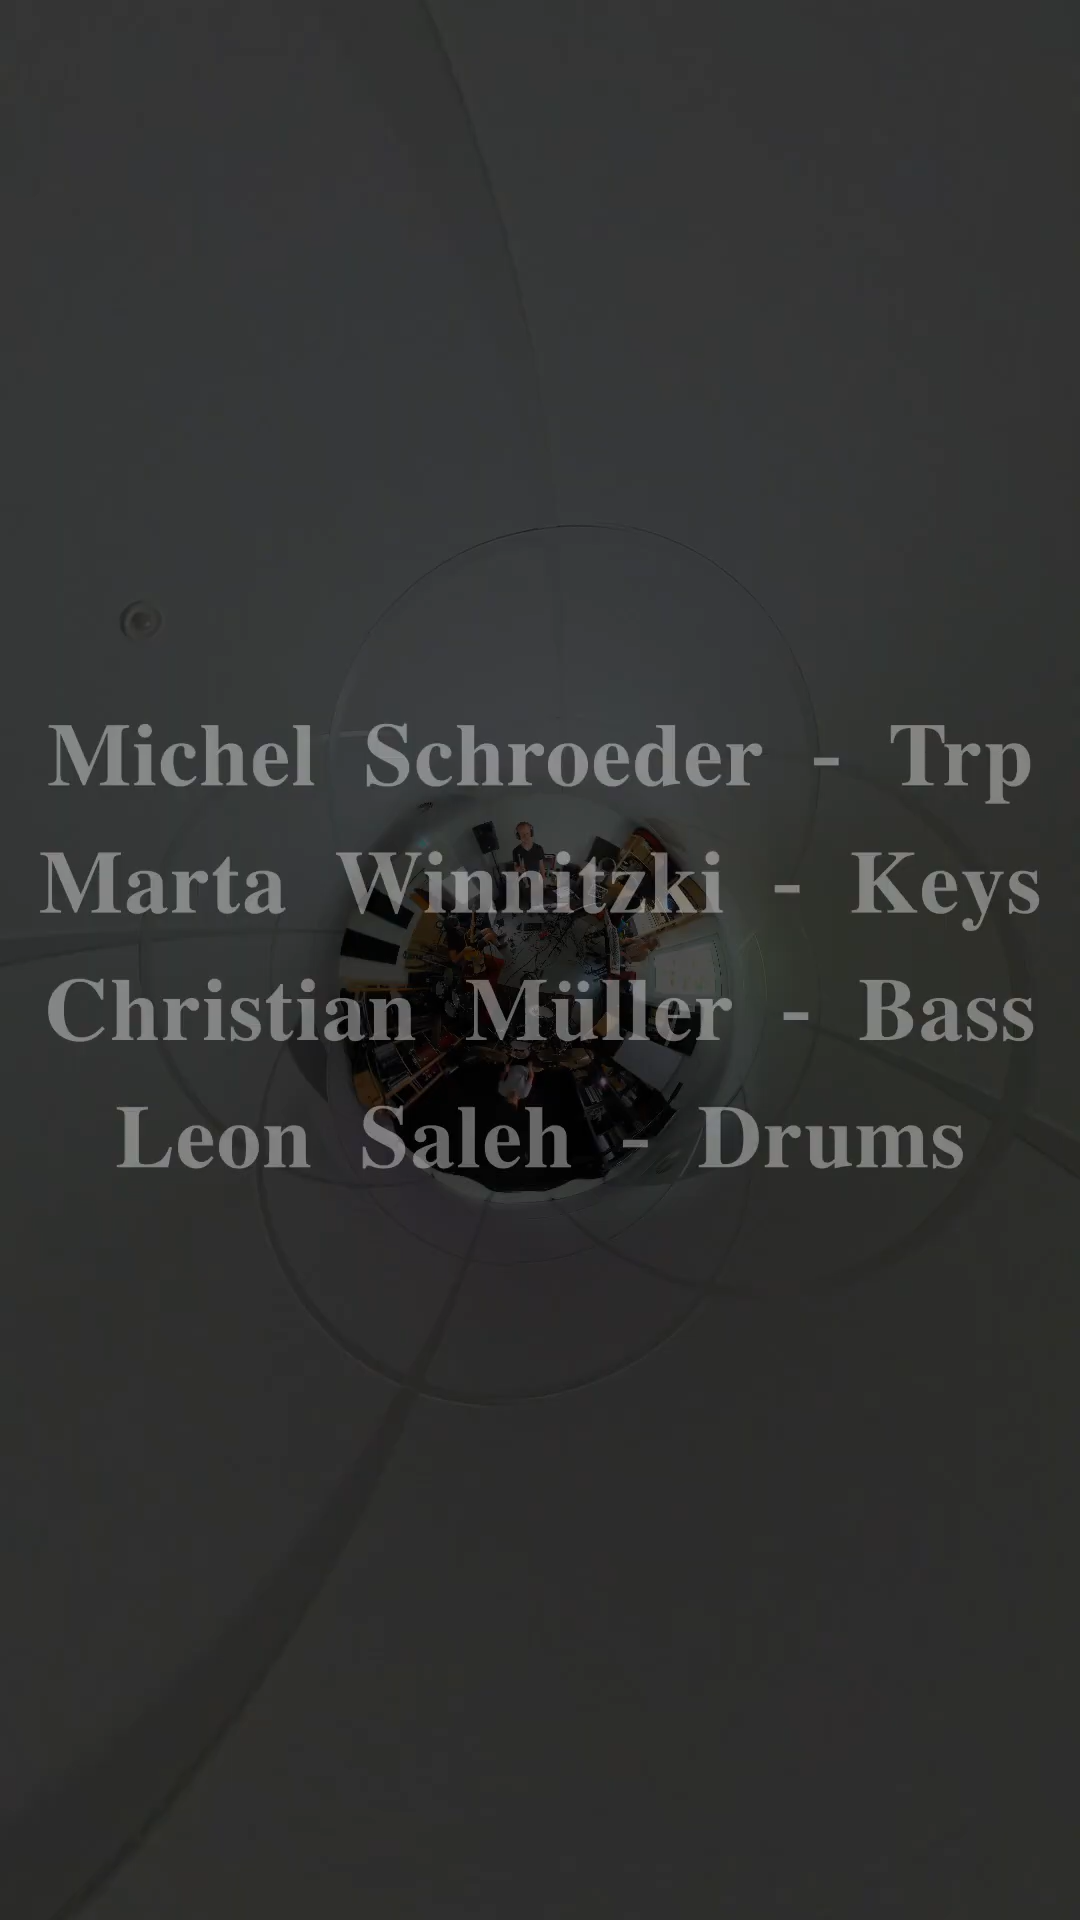 Michel Schroeder - Trp
Marta Winnitzki - Keys
Christian Müller - Bass
Leon Saleh - Drums